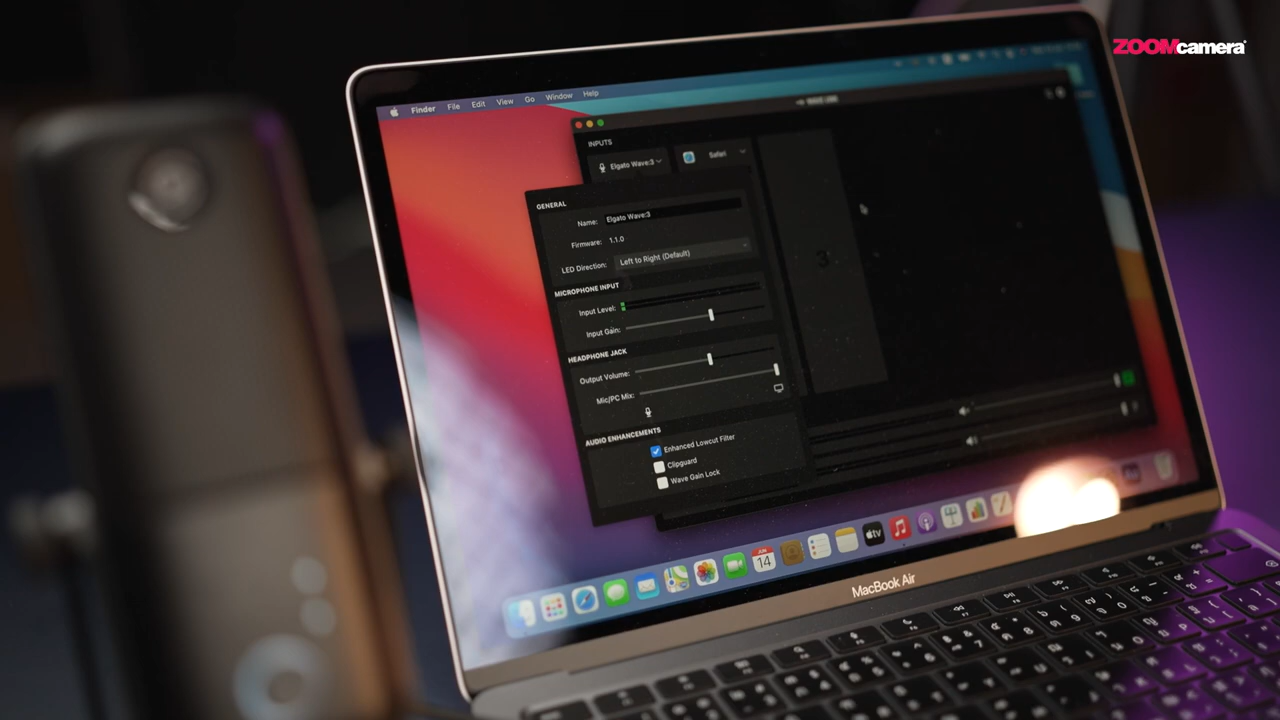 ZOOMcamera
Finder File Edit View Go Window Help
INPUTS
Elgato Wave:3
Safari
GENERAL
Name: Elgato Wave:3
Firmware: 1.1.0
LED Direction: Left to Right (Default)
MICROPHONE INPUT
Input Level:
Input Gain:
HEADPHONE JACK
Output Volume:
Mic/PC Mix:
AUDIO ENHANCEMENTS
Enhanced Lowcut Filter
Clipguard
Wave Gain Lock
JUN
14
tv
MacBook Air